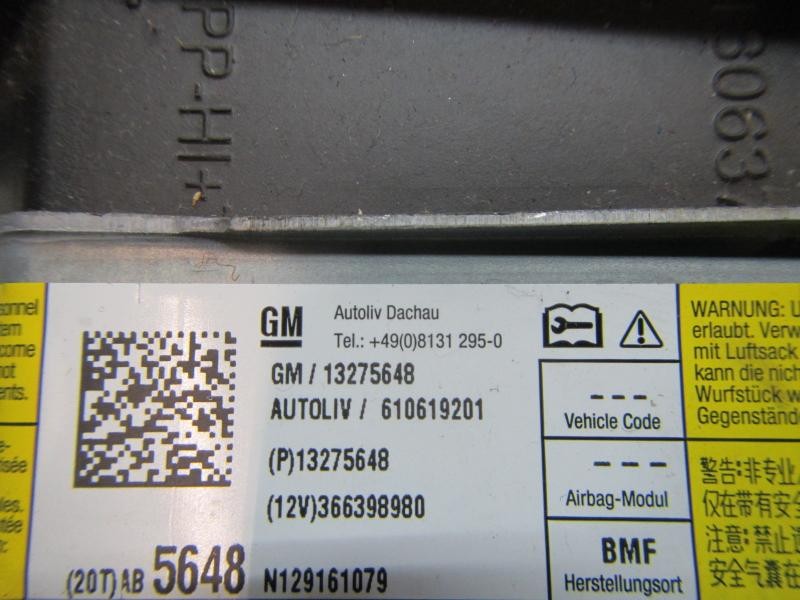 PP-HI+
GM
Autoliv Dachau
Tel.: +49(0)8131 295-0
GM / 13275648
AUTOLIV / 610619201
(P)13275648
(12V)366398980
(20T)AB 5648 N129161079
--- 
Vehicle Code
---
Airbag-Modul
BMF
Herstellungsort
WARNUNG:
erlaubt.
mit Luftsack
kann die
Wurfstück
Gegenstände
警告:非专业
仅在带有安全
注意:禁止
安全气囊在